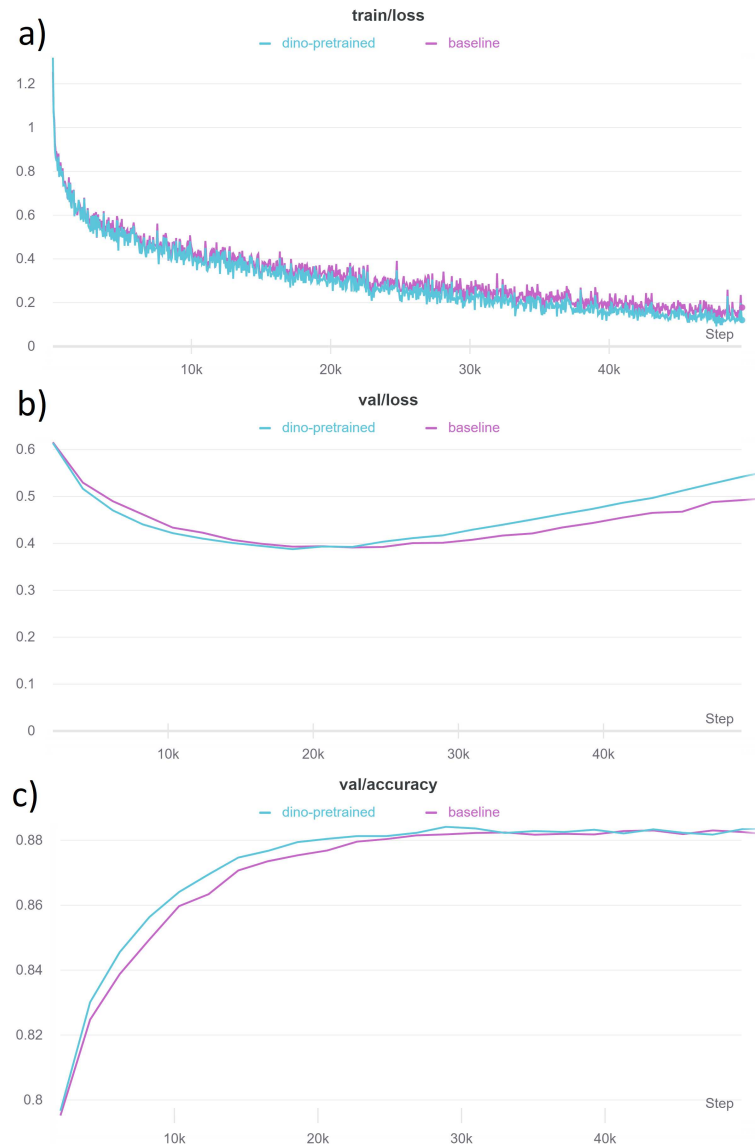 a)
train/loss
dino-pretrained baseline
1.2
1
0.8
0.6
0.4
0.2
0
Step
10k 20k 30k 40k
b)
val/loss
dino-pretrained baseline
0.6
0.5
0.4
0.3
0.2
0.1
0
Step
10k 20k 30k 40k
c)
val/accuracy
dino-pretrained baseline
0.88
0.86
0.84
0.82
0.8
Step
10k 20k 30k 40k